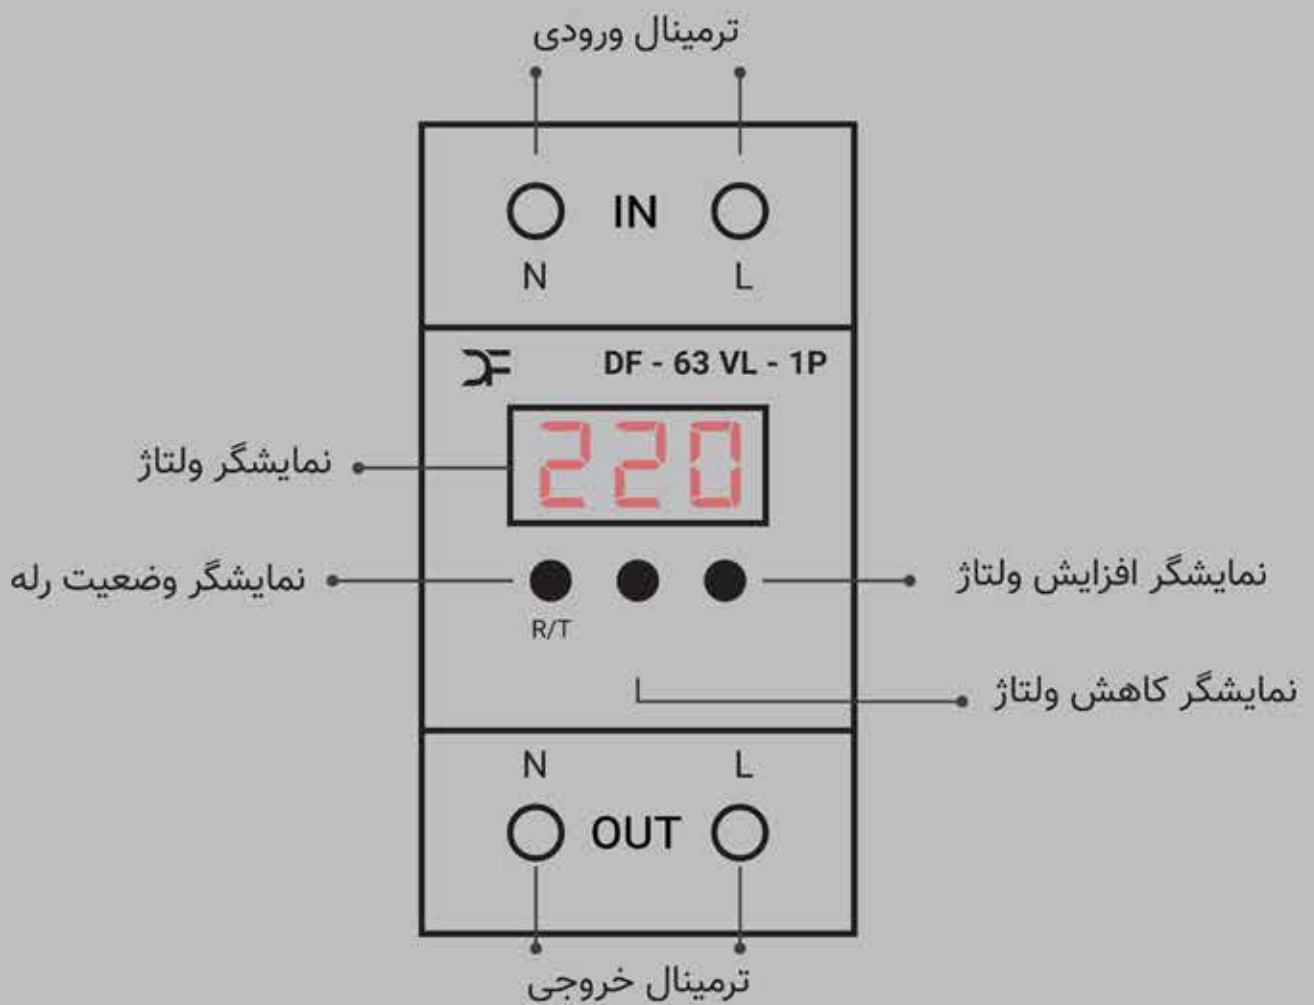 ترمینال ورودی
N IN L
DF DF - 63 VL - 1P
220
نمایشگر ولتاژ
نمایشگر وضعیت رله
R/T
نمایشگر افزایش ولتاژ
نمایشگر کاهش ولتاژ
N L
OUT
ترمینال خروجی